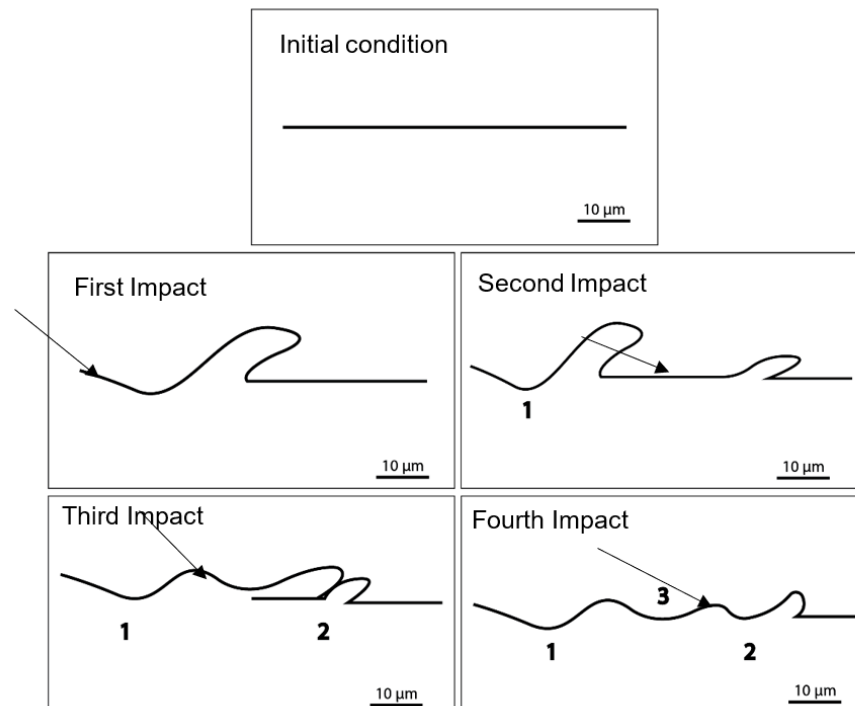 Initial condition
10 µm
First Impact
10 µm
Second Impact
1
10 µm
Third Impact
1
2
10 µm
Fourth Impact
3
1
2
10 µm